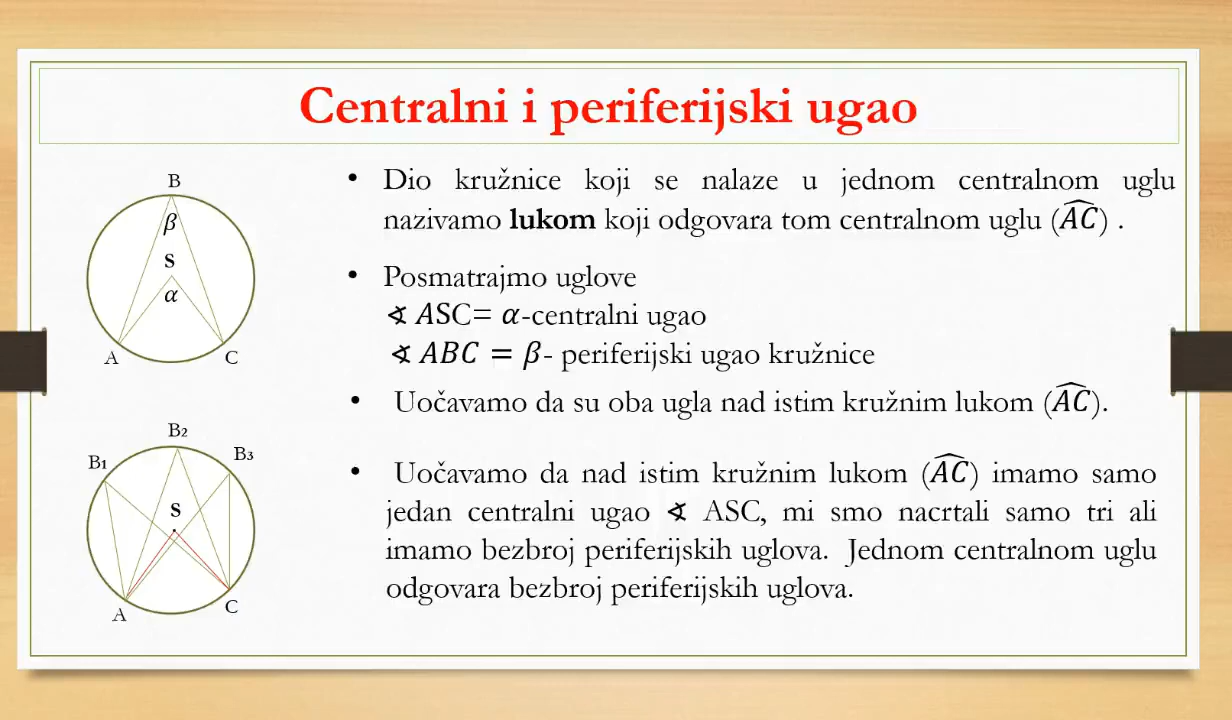 Centralni i periferijski ugao
B
β
S
α
A
C
• Dio kružnice koji se nalaze u jednom centralnom uglu
nazivamo lukom koji odgovara tom centralnom uglu (A͡C) .
• Posmatrajmo uglove
∢ ASC= α-centralni ugao
∢ ABC = β- periferijski ugao kružnice
• Uočavamo da su oba ugla nad istim kružnim lukom (A͡C).
B₂
B₁
B₃
S
A
C
• Uočavamo da nad istim kružnim lukom (A͡C) imamo samo
jedan centralni ugao ∢ ASC, mi smo nacrtali samo tri ali
imamo bezbroj periferijskih uglova. Jednom centralnom uglu
odgovara bezbroj periferijskih uglova.